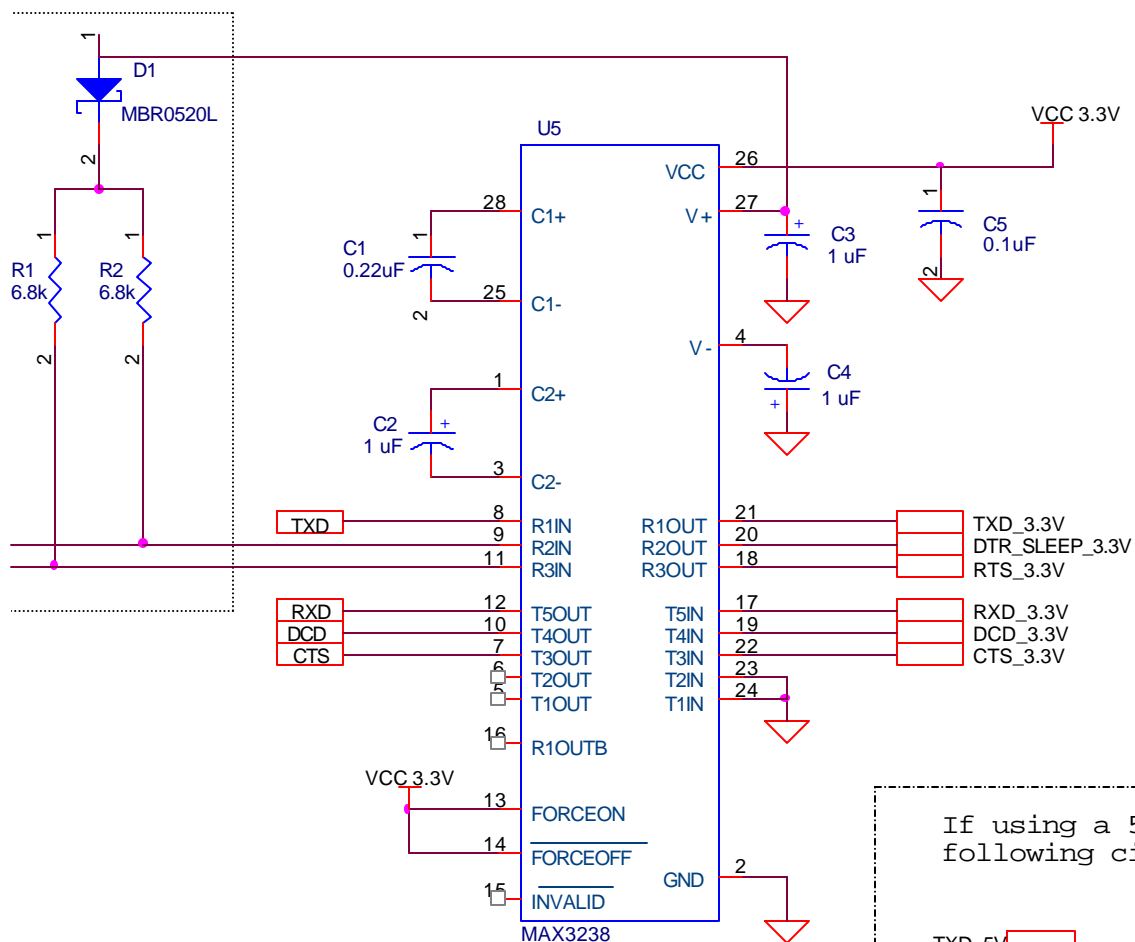 1
D1
MBR0520L
2
1
1
R1
6.8k
R2
6.8k
2
2
U5
VCC 3.3V
VCC
26
V+
27
C5
0.1uF
1
2
+
C3
1 uF
28
C1+
C1
0.22uF
1
2
25
C1-
V-
4
C4
1 uF
+
1
C2+
C2
1 uF
+
3
C2-
TXD
8
R1IN
R1OUT
21
TXD_3.3V
9
R2IN
R2OUT
20
DTR_SLEEP_3.3V
11
R3IN
R3OUT
18
RTS_3.3V
RXD
12
T5OUT
T5IN
17
RXD_3.3V
DCD
10
T4OUT
T4IN
19
DCD_3.3V
CTS
7
T3OUT
T3IN
22
CTS_3.3V
6
T2OUT
T2IN
23
5
T1OUT
T1IN
24
16
R1OUTB
VCC 3.3V
13
FORCEON
14
FORCEOFF
15
INVALID
GND
2
MAX3238
If using a 5
following ci
TXD_5V